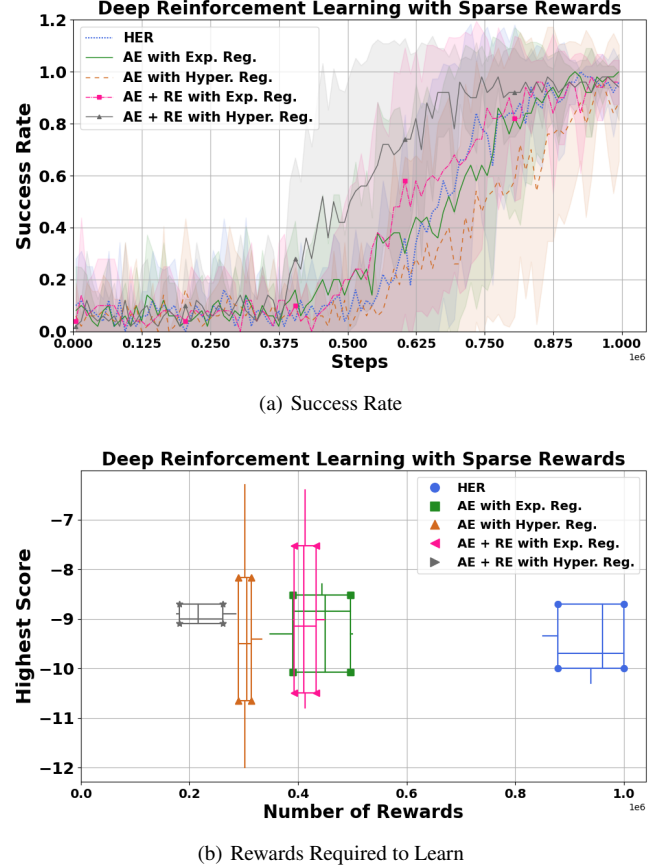 Deep Reinforcement Learning with Sparse Rewards
1.2
1.0
0.8
0.6
0.4
0.2
0.0
Success Rate
HER
AE with Exp. Reg.
AE with Hyper. Reg.
AE + RE with Exp. Reg.
AE + RE with Hyper. Reg.
0.000 0.125 0.250 0.375 0.500 0.625 0.750 0.875 1.000
1e6
Steps
(a) Success Rate
Deep Reinforcement Learning with Sparse Rewards
−7
−8
−9
−10
−11
−12
Highest Score
HER
AE with Exp. Reg.
AE with Hyper. Reg.
AE + RE with Exp. Reg.
AE + RE with Hyper. Reg.
0.0 0.2 0.4 0.6 0.8 1.0
1e6
Number of Rewards
(b) Rewards Required to Learn